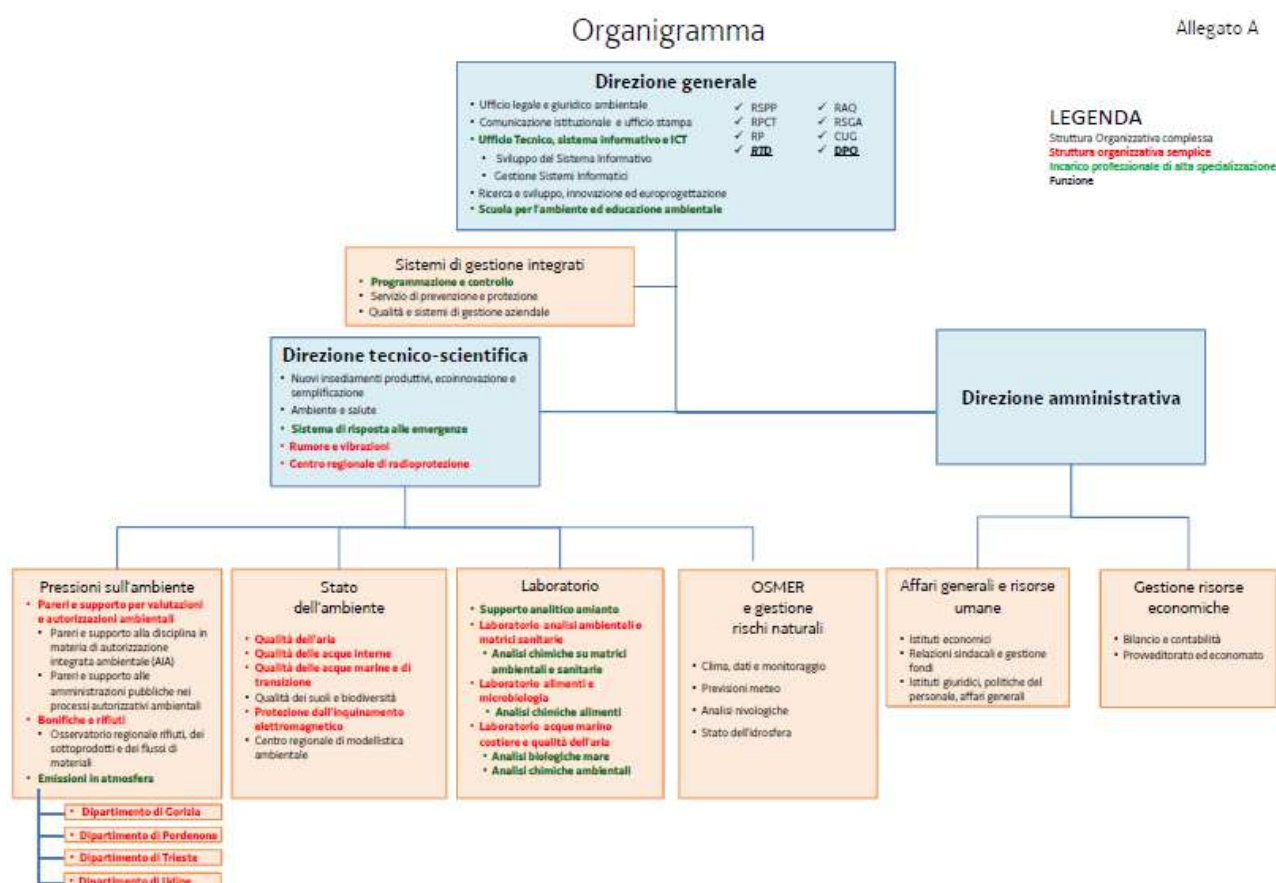 Organigramma
Allegato A
Direzione generale
• Ufficio legale e giuridico ambientale
• Comunicazione istituzionale e ufficio stampa
• Ufficio Tecnico, sistema informativo e ICT
• Sviluppo del Sistema Informativo
• Gestione Sistemi Informatici
• Ricerca e sviluppo, innovazione ed europrogettazione
• Scuola per l'ambiente ed educazione ambientale
✓ RSPP
✓ RPCT
✓ RP
✓ RTD
✓ RAQ
✓ RSGA
✓ CUG
✓ DPO
LEGENDA
Struttura Organizzativa complessa
Struttura organizzativa semplice
Incarico professionale di alta specializzazione
Funzione
Sistemi di gestione integrati
• Programmazione e controllo
• Servizio di prevenzione e protezione
• Qualità e sistemi di gestione aziendale
Direzione tecnico-scientifica
• Nuovi insediamenti produttivi, ecoinnovazione e
semplificazione
• Ambiente e salute
• Sistema di risposta alle emergenze
• Rumore e vibrazioni
• Centro regionale di radioprotezione
Direzione amministrativa
Pressioni sull'ambiente
• Pareri e supporto per valutazioni
e autorizzazioni ambientali
• Pareri e supporto alla disciplina in
materia di autorizzazione
integrata ambientale (AIA)
• Pareri e supporto alle
amministrazioni pubbliche nei
processi autorizzativi ambientali
• Bonifiche e rifiuti
• Osservatorio regionale rifiuti, dei
sottoprodotti e dei flussi di
materiali
• Emissioni in atmosfera
• Dipartimento di Gorizia
• Dipartimento di Pordenone
• Dipartimento di Trieste
• Dipartimento di Udine
Stato
dell'ambiente
• Qualità dell'aria
• Qualità delle acque interne
• Qualità delle acque marine e di
transizione
• Qualità dei suoli e biodiversità
• Protezione dall'inquinamento
elettromagnetico
• Centro regionale di modellistica
ambientale
Laboratorio
• Supporto analitico amianto
• Laboratorio analisi ambientali e
matrici sanitarie
• Analisi chimiche su matrici
ambientali e sanitarie
• Laboratorio alimenti e
microbiologia
• Analisi chimiche alimenti
• Laboratorio acque marino
costiere e qualità dell'aria
• Analisi biologiche mare
• Analisi chimiche ambientali
OSMER
e gestione
rischi naturali
• Clima, dati e monitoraggio
• Previsioni meteo
• Analisi nivologiche
• Stato dell'idrosfera
Affari generali e risorse
umane
• Istituti economici
• Relazioni sindacali e gestione
fondi
• Istituti giuridici, politiche del
personale, affari generali
Gestione risorse
economiche
• Bilancio e contabilità
• Provveditorato ed economato